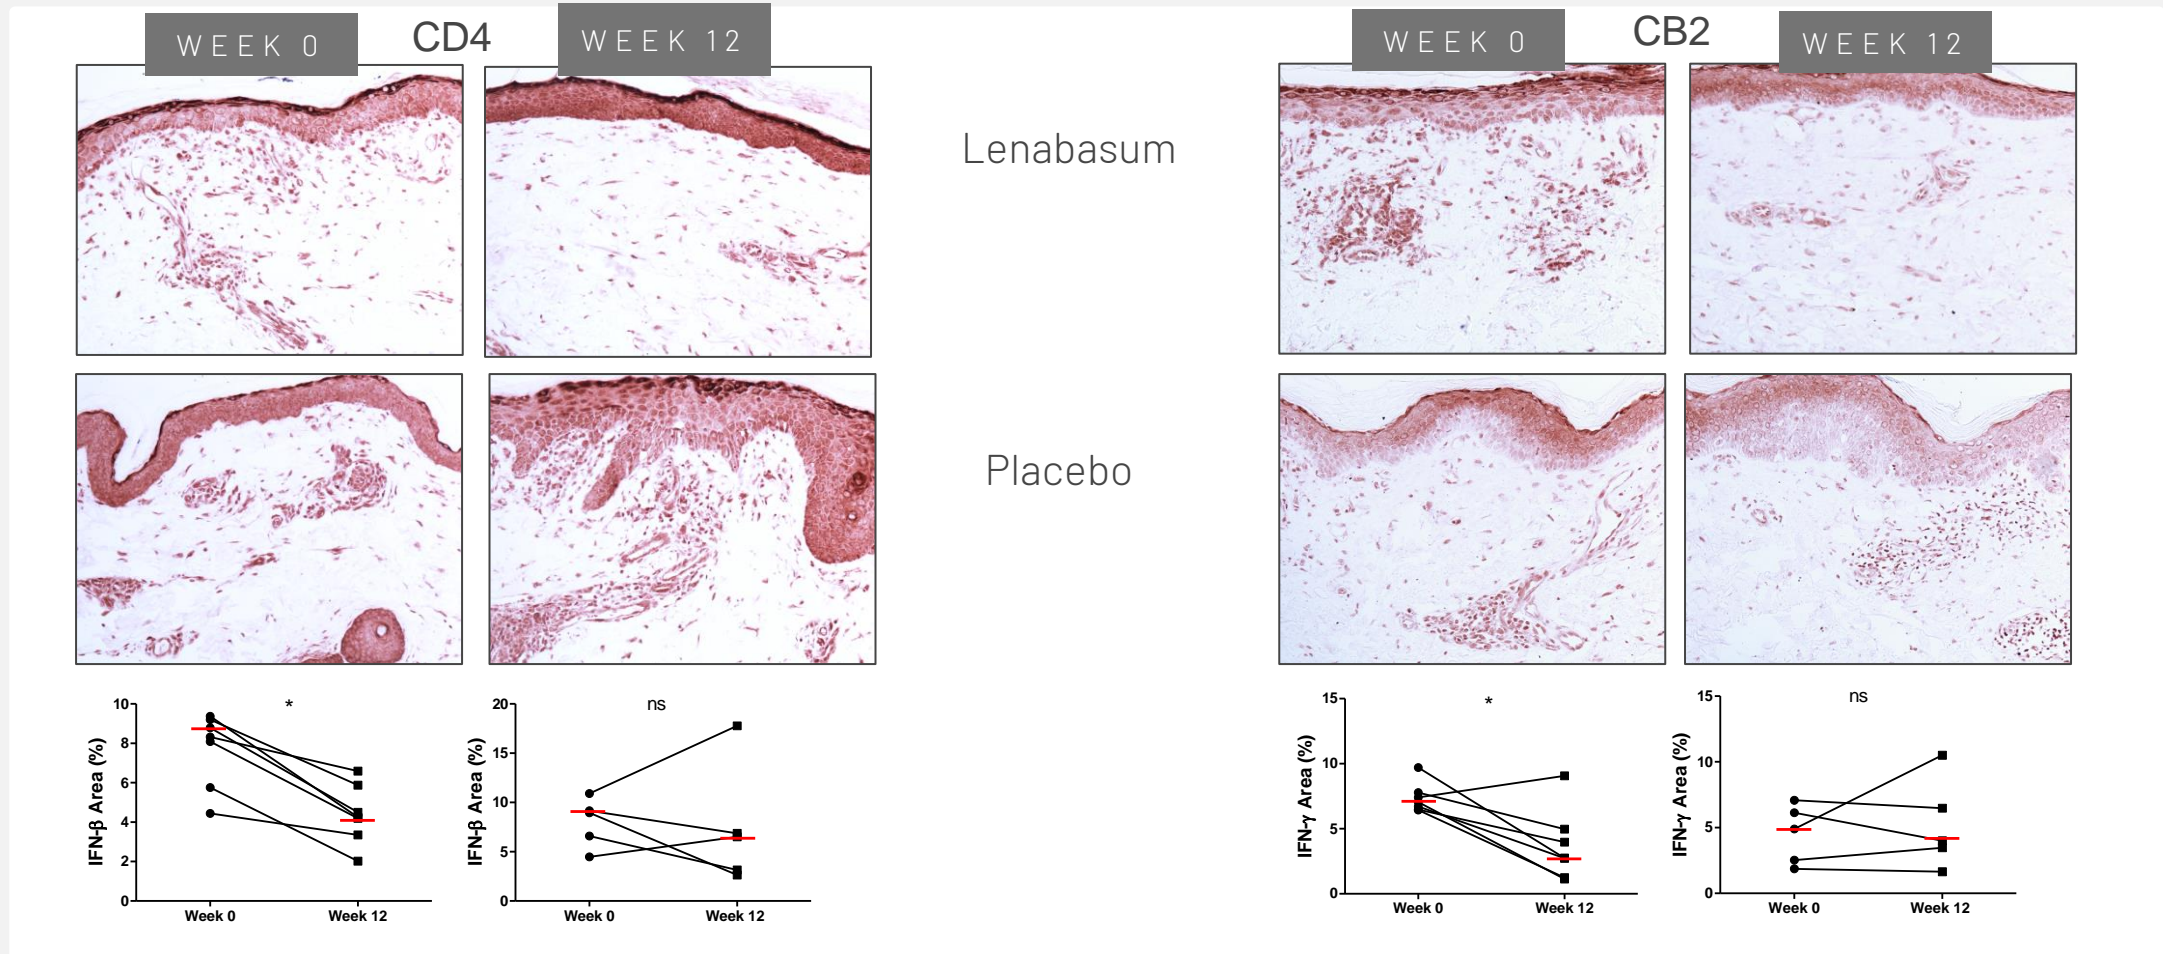 WEEK 0
CD4
WEEK 12
WEEK 0
CB2
WEEK 12
Lenabasum
Placebo
IFN-β Area (%)
10
8
6
4
2
0
*
Week 0
Week 12
IFN-β Area (%)
20
15
10
5
0
ns
Week 0
Week 12
IFN-γ Area (%)
15
10
5
0
*
Week 0
Week 12
IFN-γ Area (%)
15
10
5
0
ns
Week 0
Week 12